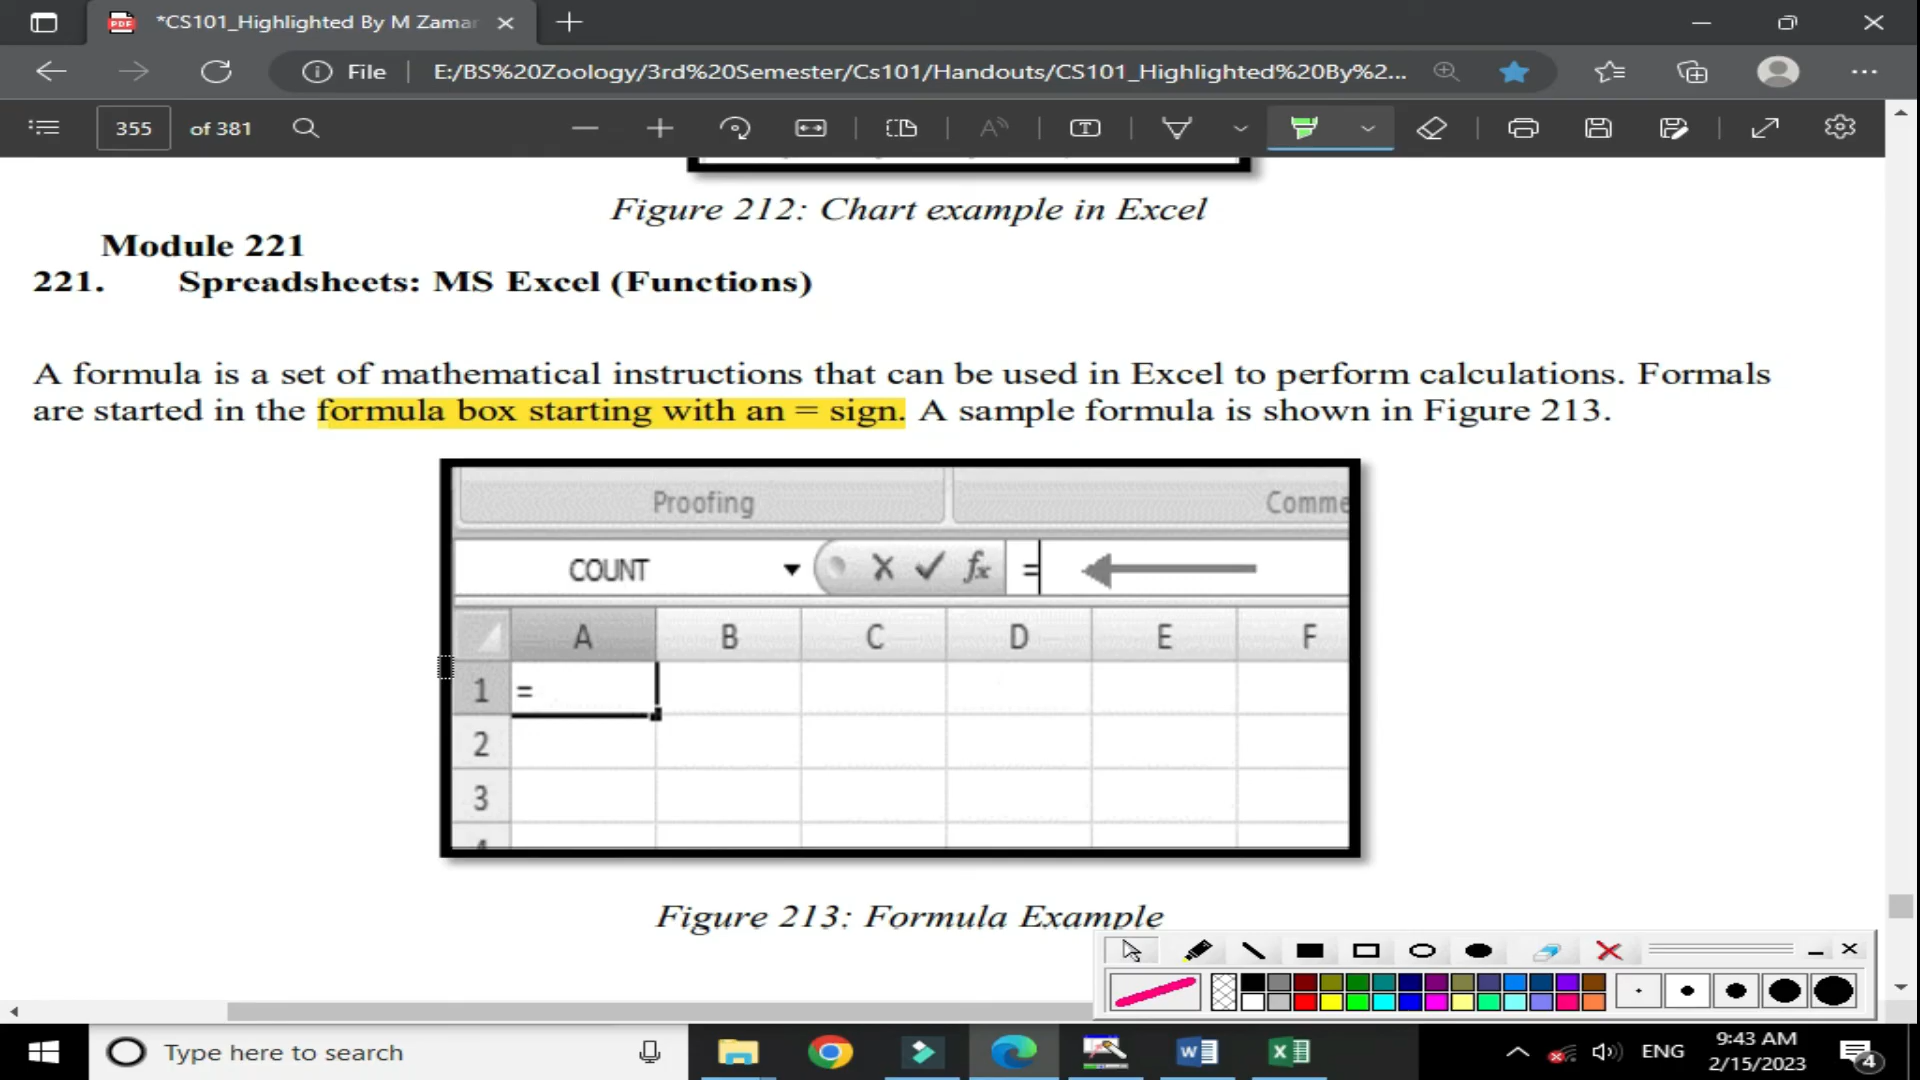 *CS101_Highlighted By M Zamar
File
E:/BS%20Zoology/3rd%20Semester/Cs101/Handouts/CS101_Highlighted%20By%2...
355
of 381
Figure 212: Chart example in Excel
Module 221
221. Spreadsheets: MS Excel (Functions)
A formula is a set of mathematical instructions that can be used in Excel to perform calculations. Formals
are started in the formula box starting with an = sign. A sample formula is shown in Figure 213.
Proofing Comme
COUNT fx =
A B C D E F
1 =
2
3
4
Figure 213: Formula Example
Type here to search
ENG
9:43 AM
2/15/2023
4